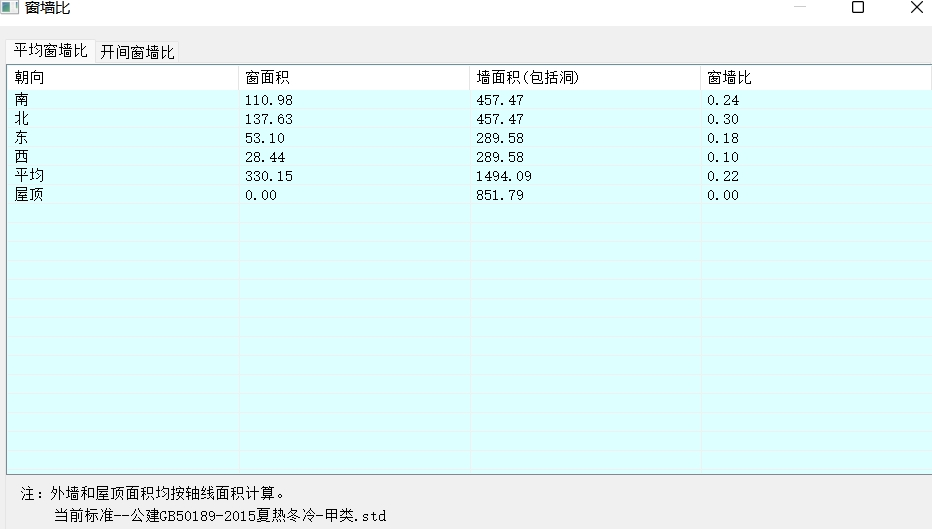 窗墙比
平均窗墙比 开间窗墙比
朝向 窗面积 墙面积(包括洞) 窗墙比
南 110.98 457.47 0.24
北 137.63 457.47 0.30
东 53.10 289.58 0.18
西 28.44 289.58 0.10
平均 330.15 1494.09 0.22
屋顶 0.00 851.79 0.00
注：外墙和屋顶面积均按轴线面积计算。
当前标准--公建GB50189-2015夏热冬冷-甲类.std